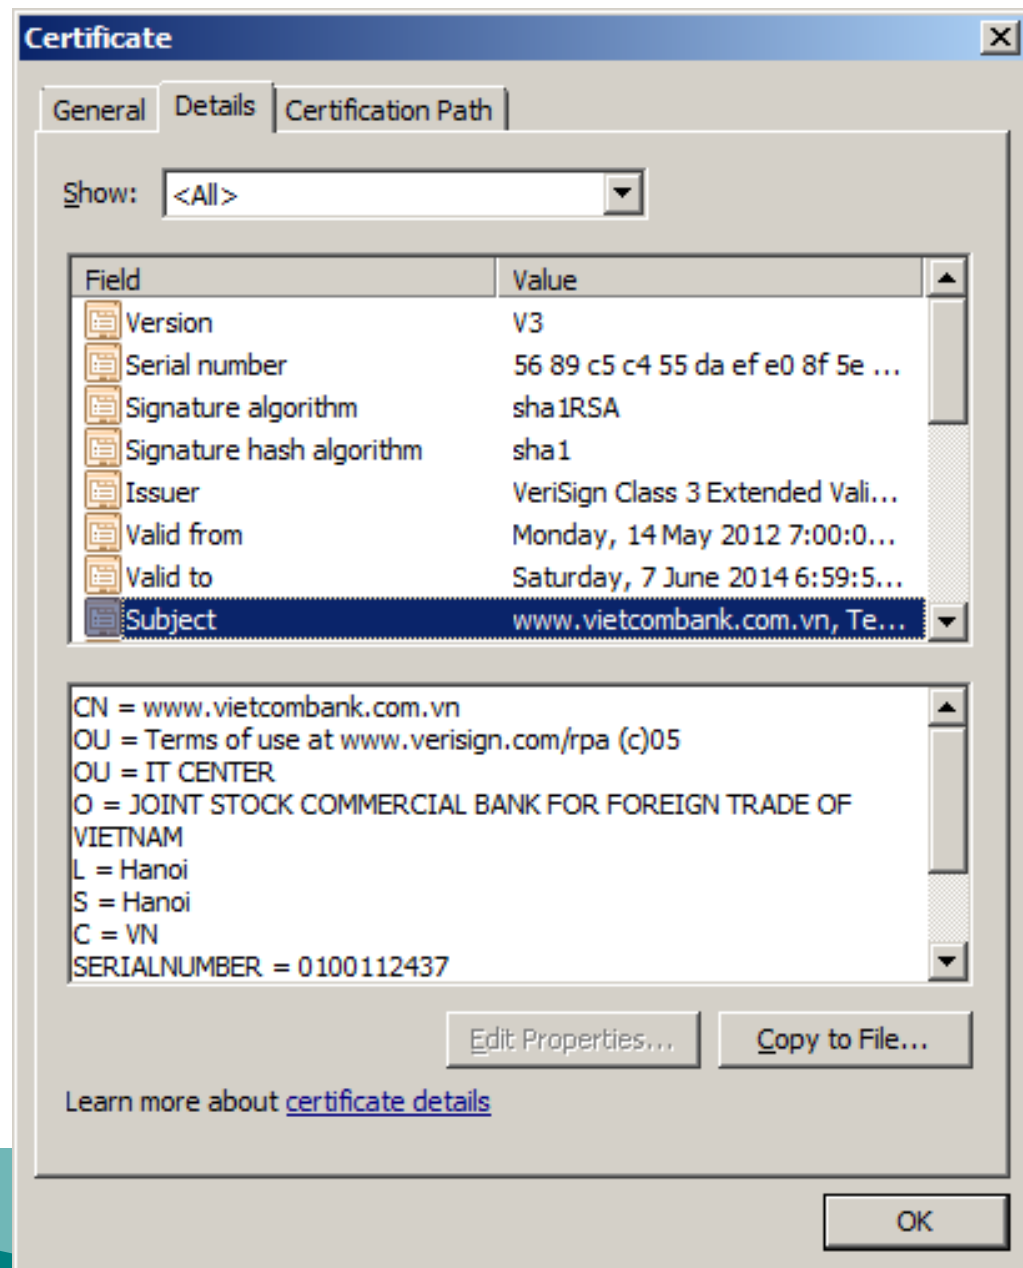 Certificate
General Details Certification Path
Show: <All>
Field Value
Version V3
Serial number 56 89 c5 c4 55 da ef e0 8f 5e ...
Signature algorithm sha1RSA
Signature hash algorithm sha1
Issuer VeriSign Class 3 Extended Vali...
Valid from Monday, 14 May 2012 7:00:0...
Valid to Saturday, 7 June 2014 6:59:5...
Subject www.vietcombank.com.vn, Te...
CN = www.vietcombank.com.vn
OU = Terms of use at www.verisign.com/rpa (c)05
OU = IT CENTER
O = JOINT STOCK COMMERCIAL BANK FOR FOREIGN TRADE OF
VIETNAM
L = Hanoi
S = Hanoi
C = VN
SERIALNUMBER = 0100112437
Edit Properties... Copy to File...
Learn more about certificate details
OK